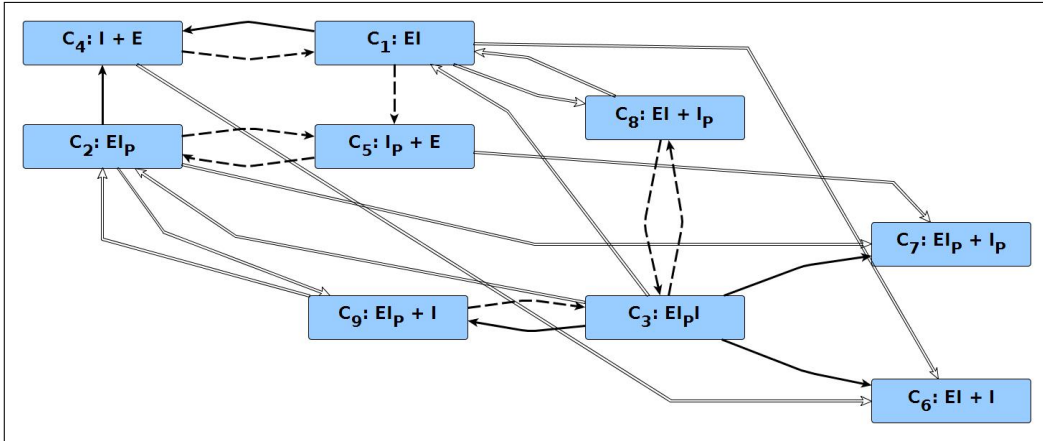 C₄: I + E
C₁: EI
C₈: EI + Iₚ
C₂: EIₚ
C₅: Iₚ + E
C₇: EIₚ + Iₚ
C₉: EIₚ + I
C₃: EIₚI
C₆: EI + I